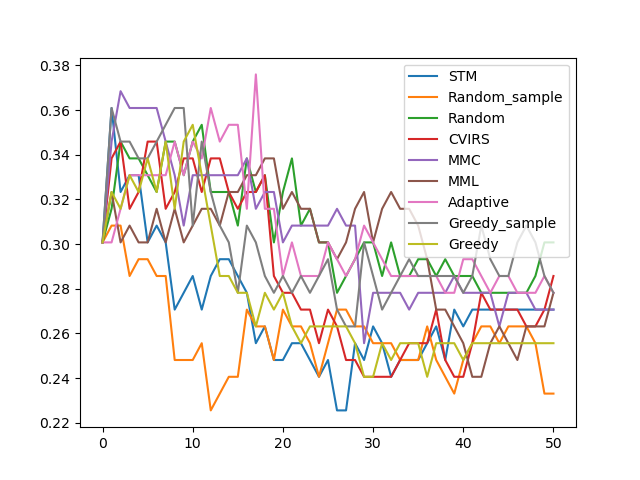 0.38
0.36
0.34
0.32
0.30
0.28
0.26
0.24
0.22
0
10
20
30
40
50
STM
Random_sample
Random
CVIRS
MMC
MML
Adaptive
Greedy_sample
Greedy